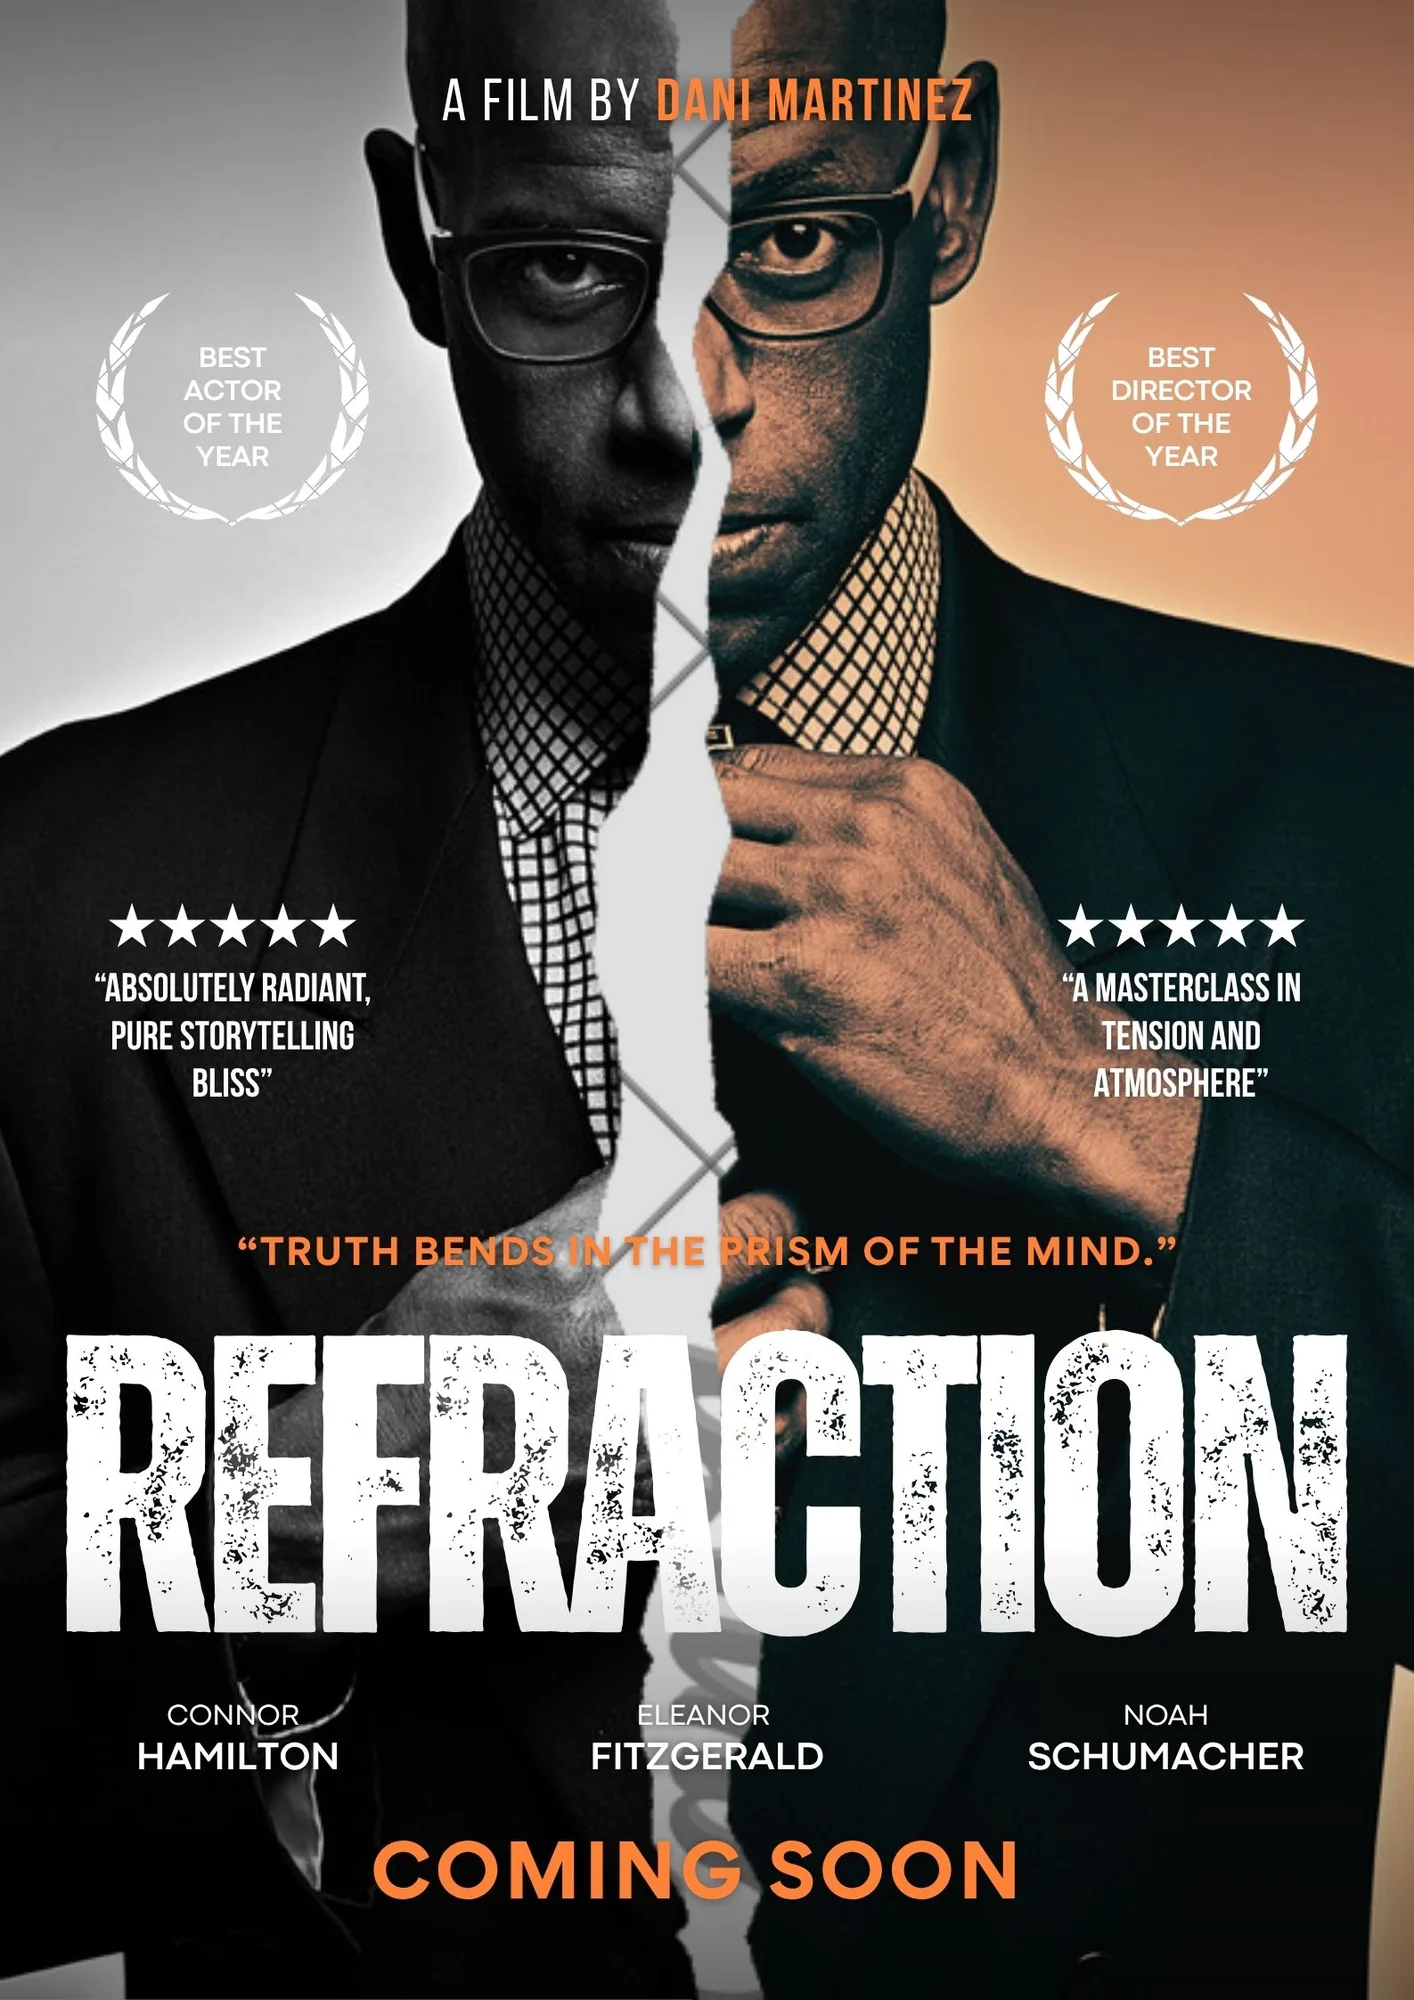 A FILM BY DANI MARTINEZ
BEST
ACTOR
OF THE
YEAR
BEST
DIRECTOR
OF THE
YEAR
★★★★★
“ABSOLUTELY RADIANT,
PURE STORYTELLING
BLISS”
★★★★★
“A MASTERCLASS IN
TENSION AND
ATMOSPHERE”
“TRUTH BENDS IN THE PRISM OF THE MIND.”
REFRACTION
CONNOR
HAMILTON
ELEANOR
FITZGERALD
NOAH
SCHUMACHER
COMING SOON